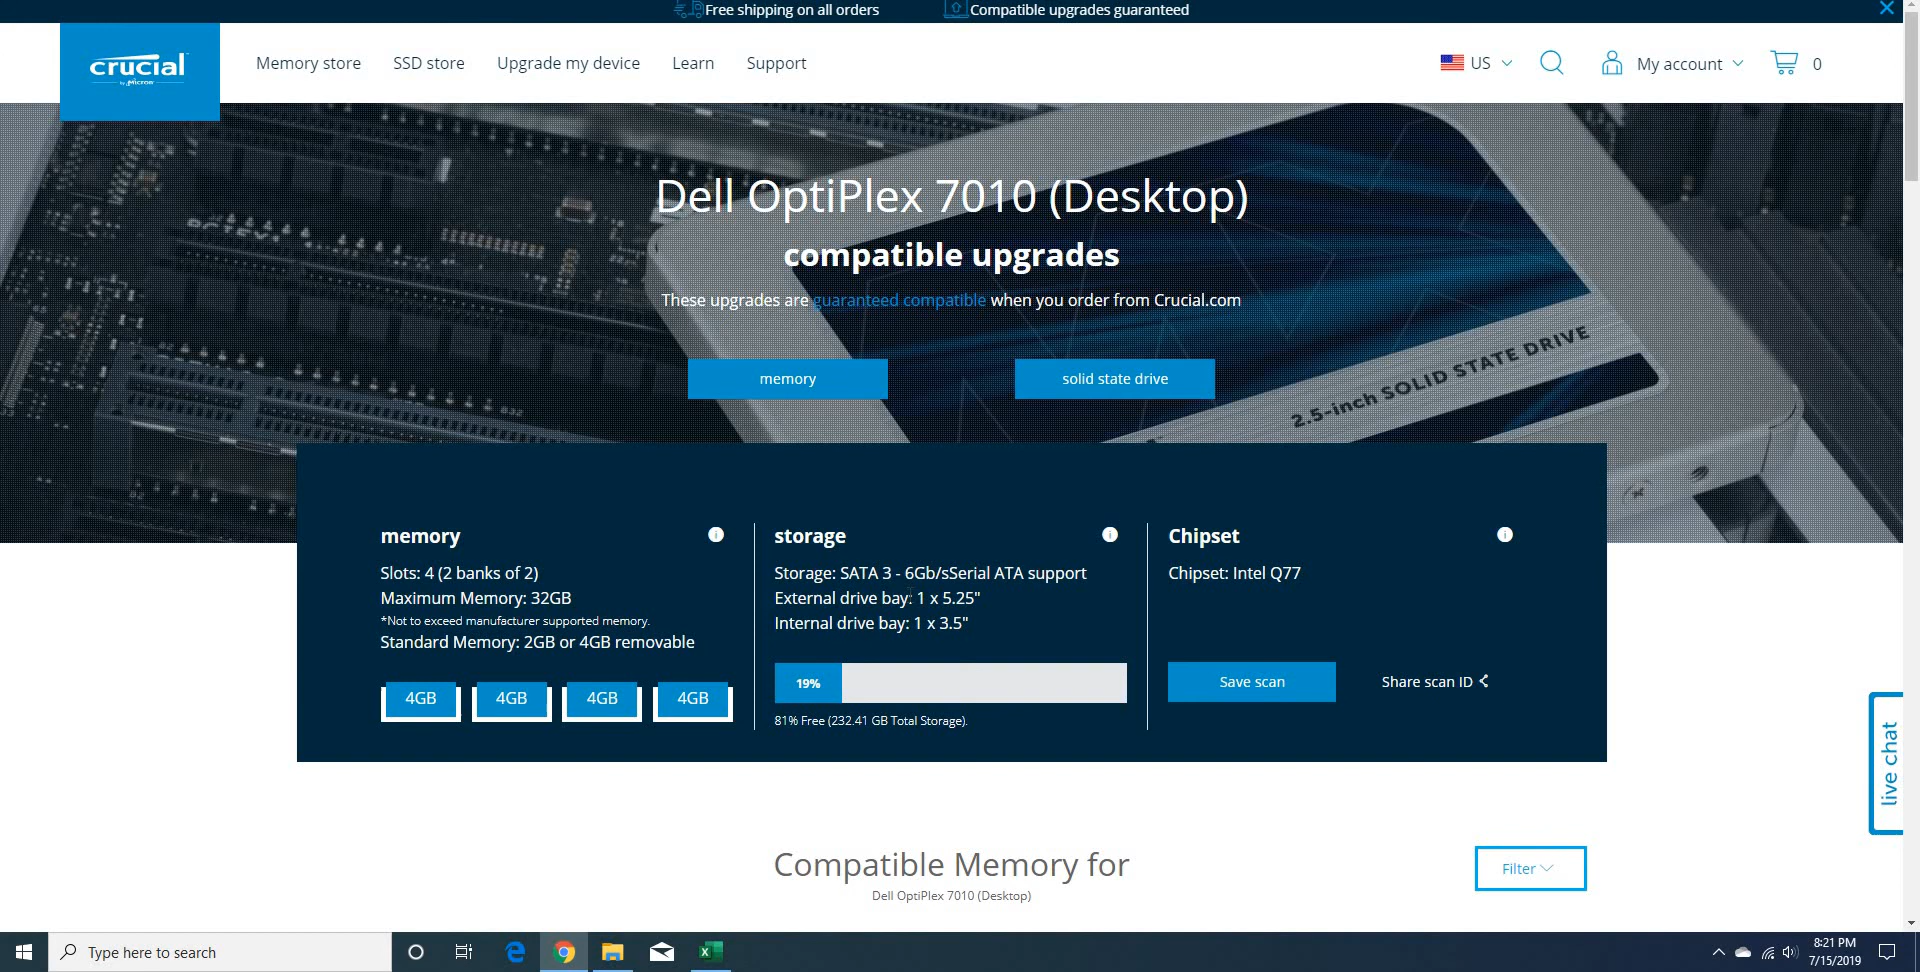 Free shipping on all orders
Compatible upgrades guaranteed
crucial
by Micron
Memory store
SSD store
Upgrade my device
Learn
Support
US
My account
0
Dell OptiPlex 7010 (Desktop)
compatible upgrades
These upgrades are guaranteed compatible when you order from Crucial.com
memory
solid state drive
2.5-inch SOLID STATE DRIVE
memory
Slots: 4 (2 banks of 2)
Maximum Memory: 32GB
*Not to exceed manufacturer supported memory.
Standard Memory: 2GB or 4GB removable
4GB
4GB
4GB
4GB
storage
Storage: SATA 3 - 6Gb/sSerial ATA support
External drive bay: 1 x 5.25"
Internal drive bay: 1 x 3.5"
19%
81% Free (232.41 GB Total Storage).
Chipset
Chipset: Intel Q77
Save scan
Share scan ID
live chat
Compatible Memory for
Dell OptiPlex 7010 (Desktop)
Filter
Type here to search
8:21 PM
7/15/2019